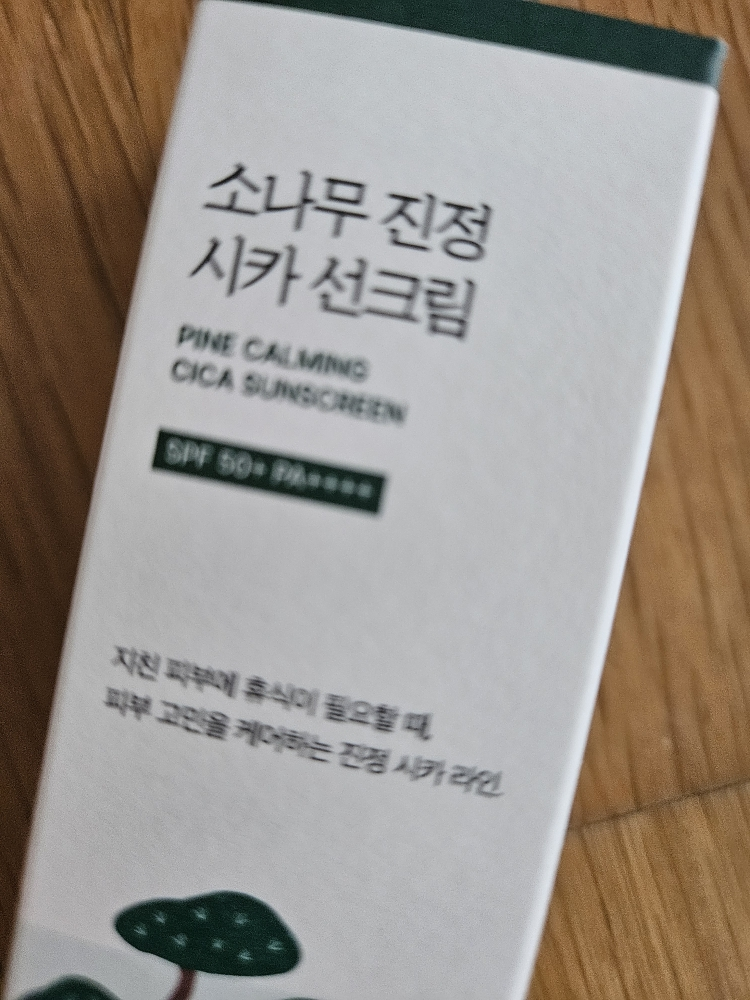 소나무 진정
시카 선크림
PINE CALMING
CICA SUNSCREEN
SPF 50+ PA++++
지친 피부에 휴식이 필요할 때,
피부 고민을 케어하는 진정 시카 라인.